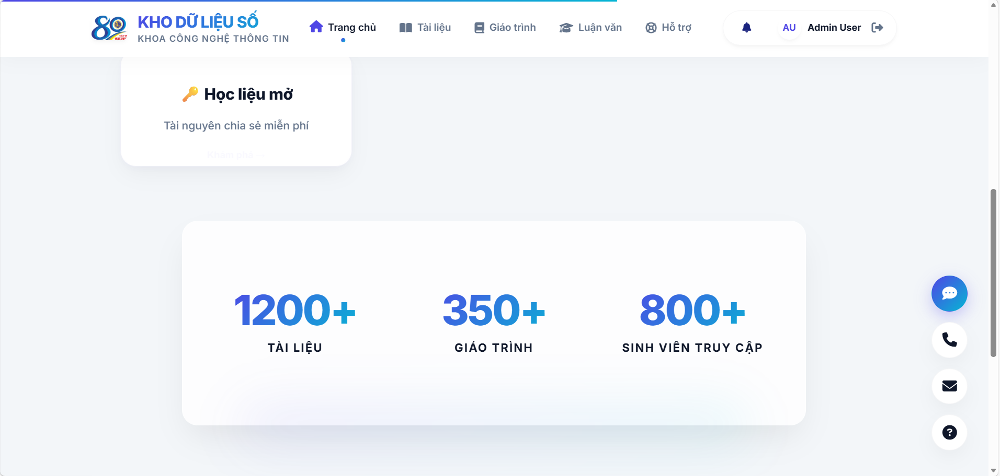 KHO DỮ LIỆU SỐ
KHOA CÔNG NGHỆ THÔNG TIN
Trang chủ
Tài liệu
Giáo trình
Luận văn
Hỗ trợ
AU
Admin User
🔑 Học liệu mở
Tài nguyên chia sẻ miễn phí
Khám phá →
1200+
350+
800+
TÀI LIỆU
GIÁO TRÌNH
SINH VIÊN TRUY CẬP